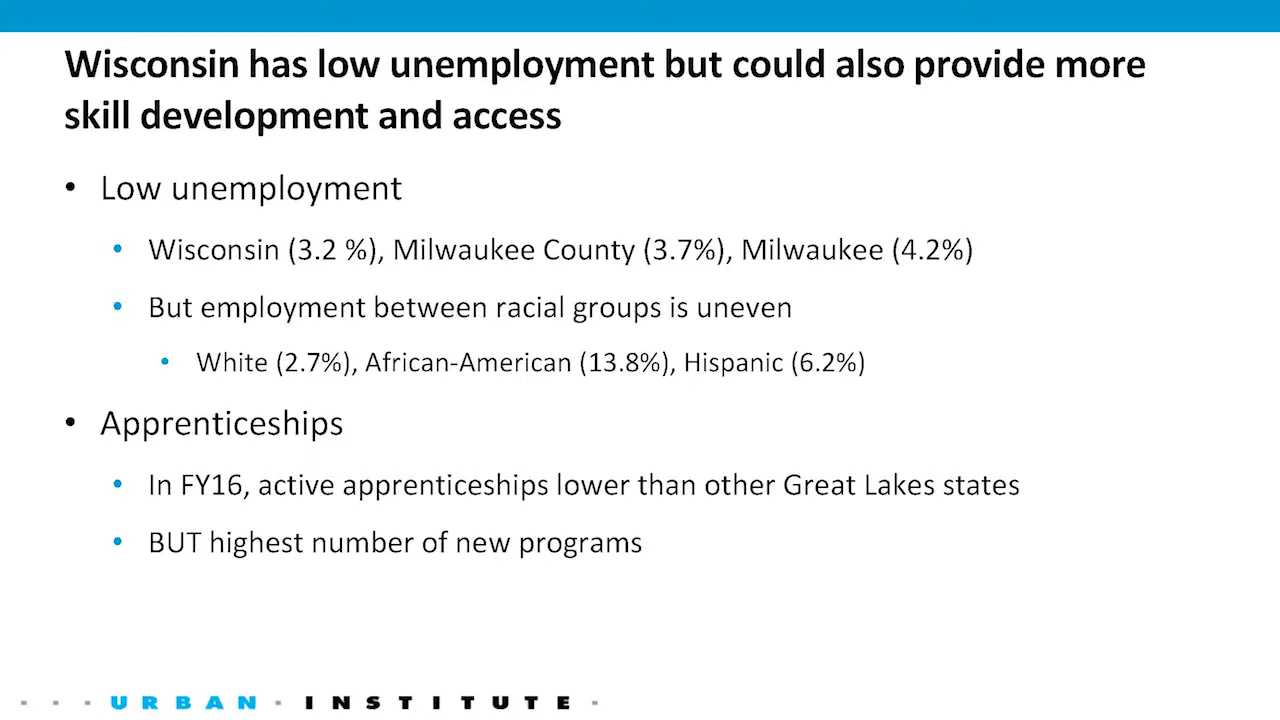 Wisconsin has low unemployment but could also provide more
skill development and access
• Low unemployment
• Wisconsin (3.2 %), Milwaukee County (3.7%), Milwaukee (4.2%)
• But employment between racial groups is uneven
• White (2.7%), African-American (13.8%), Hispanic (6.2%)
• Apprenticeships
• In FY16, active apprenticeships lower than other Great Lakes states
• BUT highest number of new programs
URBAN INSTITUTE